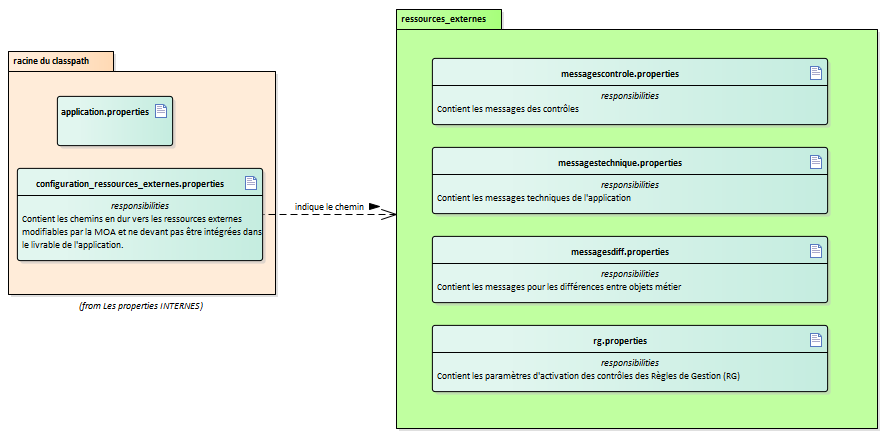 racine du classpath
application.properties
configuration_ressources_externes.properties
responsibilities
Contient les chemins en dur vers les ressources externes
modifiables par la MOA et ne devant pas être intégrées dans
le livrable de l'application.
(from Les properties INTERNES)
indique le chemin
ressources_externes
messagescontrole.properties
responsibilities
Contient les messages des contrôles
messagestechnique.properties
responsibilities
Contient les messages techniques de l'application
messagesdiff.properties
responsibilities
Contient les messages pour les différences entre objets métier
rg.properties
responsibilities
Contient les paramètres d'activation des contrôles des Règles de Gestion (RG)